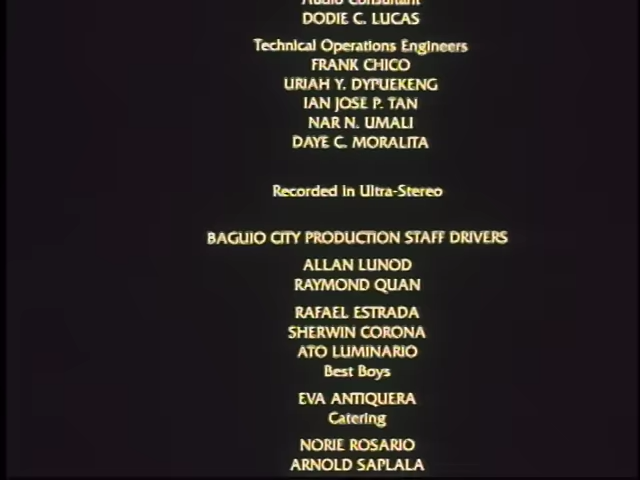 Audio Consultant
DODIE C. LUCAS
Technical Operations Engineers
FRANK CHICO
URIAH Y. DYPUEKENG
IAN JOSE P. TAN
NAR N. UMALI
DAYE C. MORALITA
Recorded in Ultra-Stereo
BAGUIO CITY PRODUCTION STAFF DRIVERS
ALLAN LUNOD
RAYMOND QUAN
RAFAEL ESTRADA
SHERWIN CORONA
ATO LUMINARIO
Best Boys
EVA ANTIQUERA
Catering
NORIE ROSARIO
ARNOLD SAPLALA